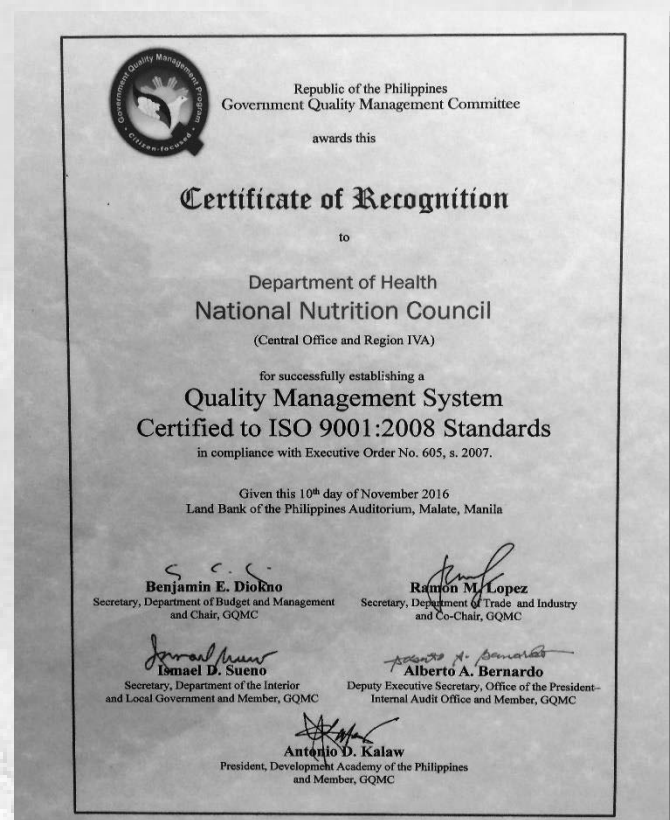 Government Quality Management Program
Citizen-focused
Republic of the Philippines
Government Quality Management Committee
awards this
Certificate of Recognition
to
Department of Health
National Nutrition Council
(Central Office and Region IVA)
for successfully establishing a
Quality Management System
Certified to ISO 9001:2008 Standards
in compliance with Executive Order No. 605, s. 2007.
Given this 10th day of November 2016
Land Bank of the Philippines Auditorium, Malate, Manila
Benjamin E. Diokno
Secretary, Department of Budget and Management
and Chair, GQMC
Ramon M. Lopez
Secretary, Department of Trade and Industry
and Co-Chair, GQMC
Ismael D. Sueno
Secretary, Department of the Interior
and Local Government and Member, GQMC
Alberto A. Bernardo
Deputy Executive Secretary, Office of the President–
Internal Audit Office and Member, GQMC
Antonio D. Kalaw
President, Development Academy of the Philippines
and Member, GQMC